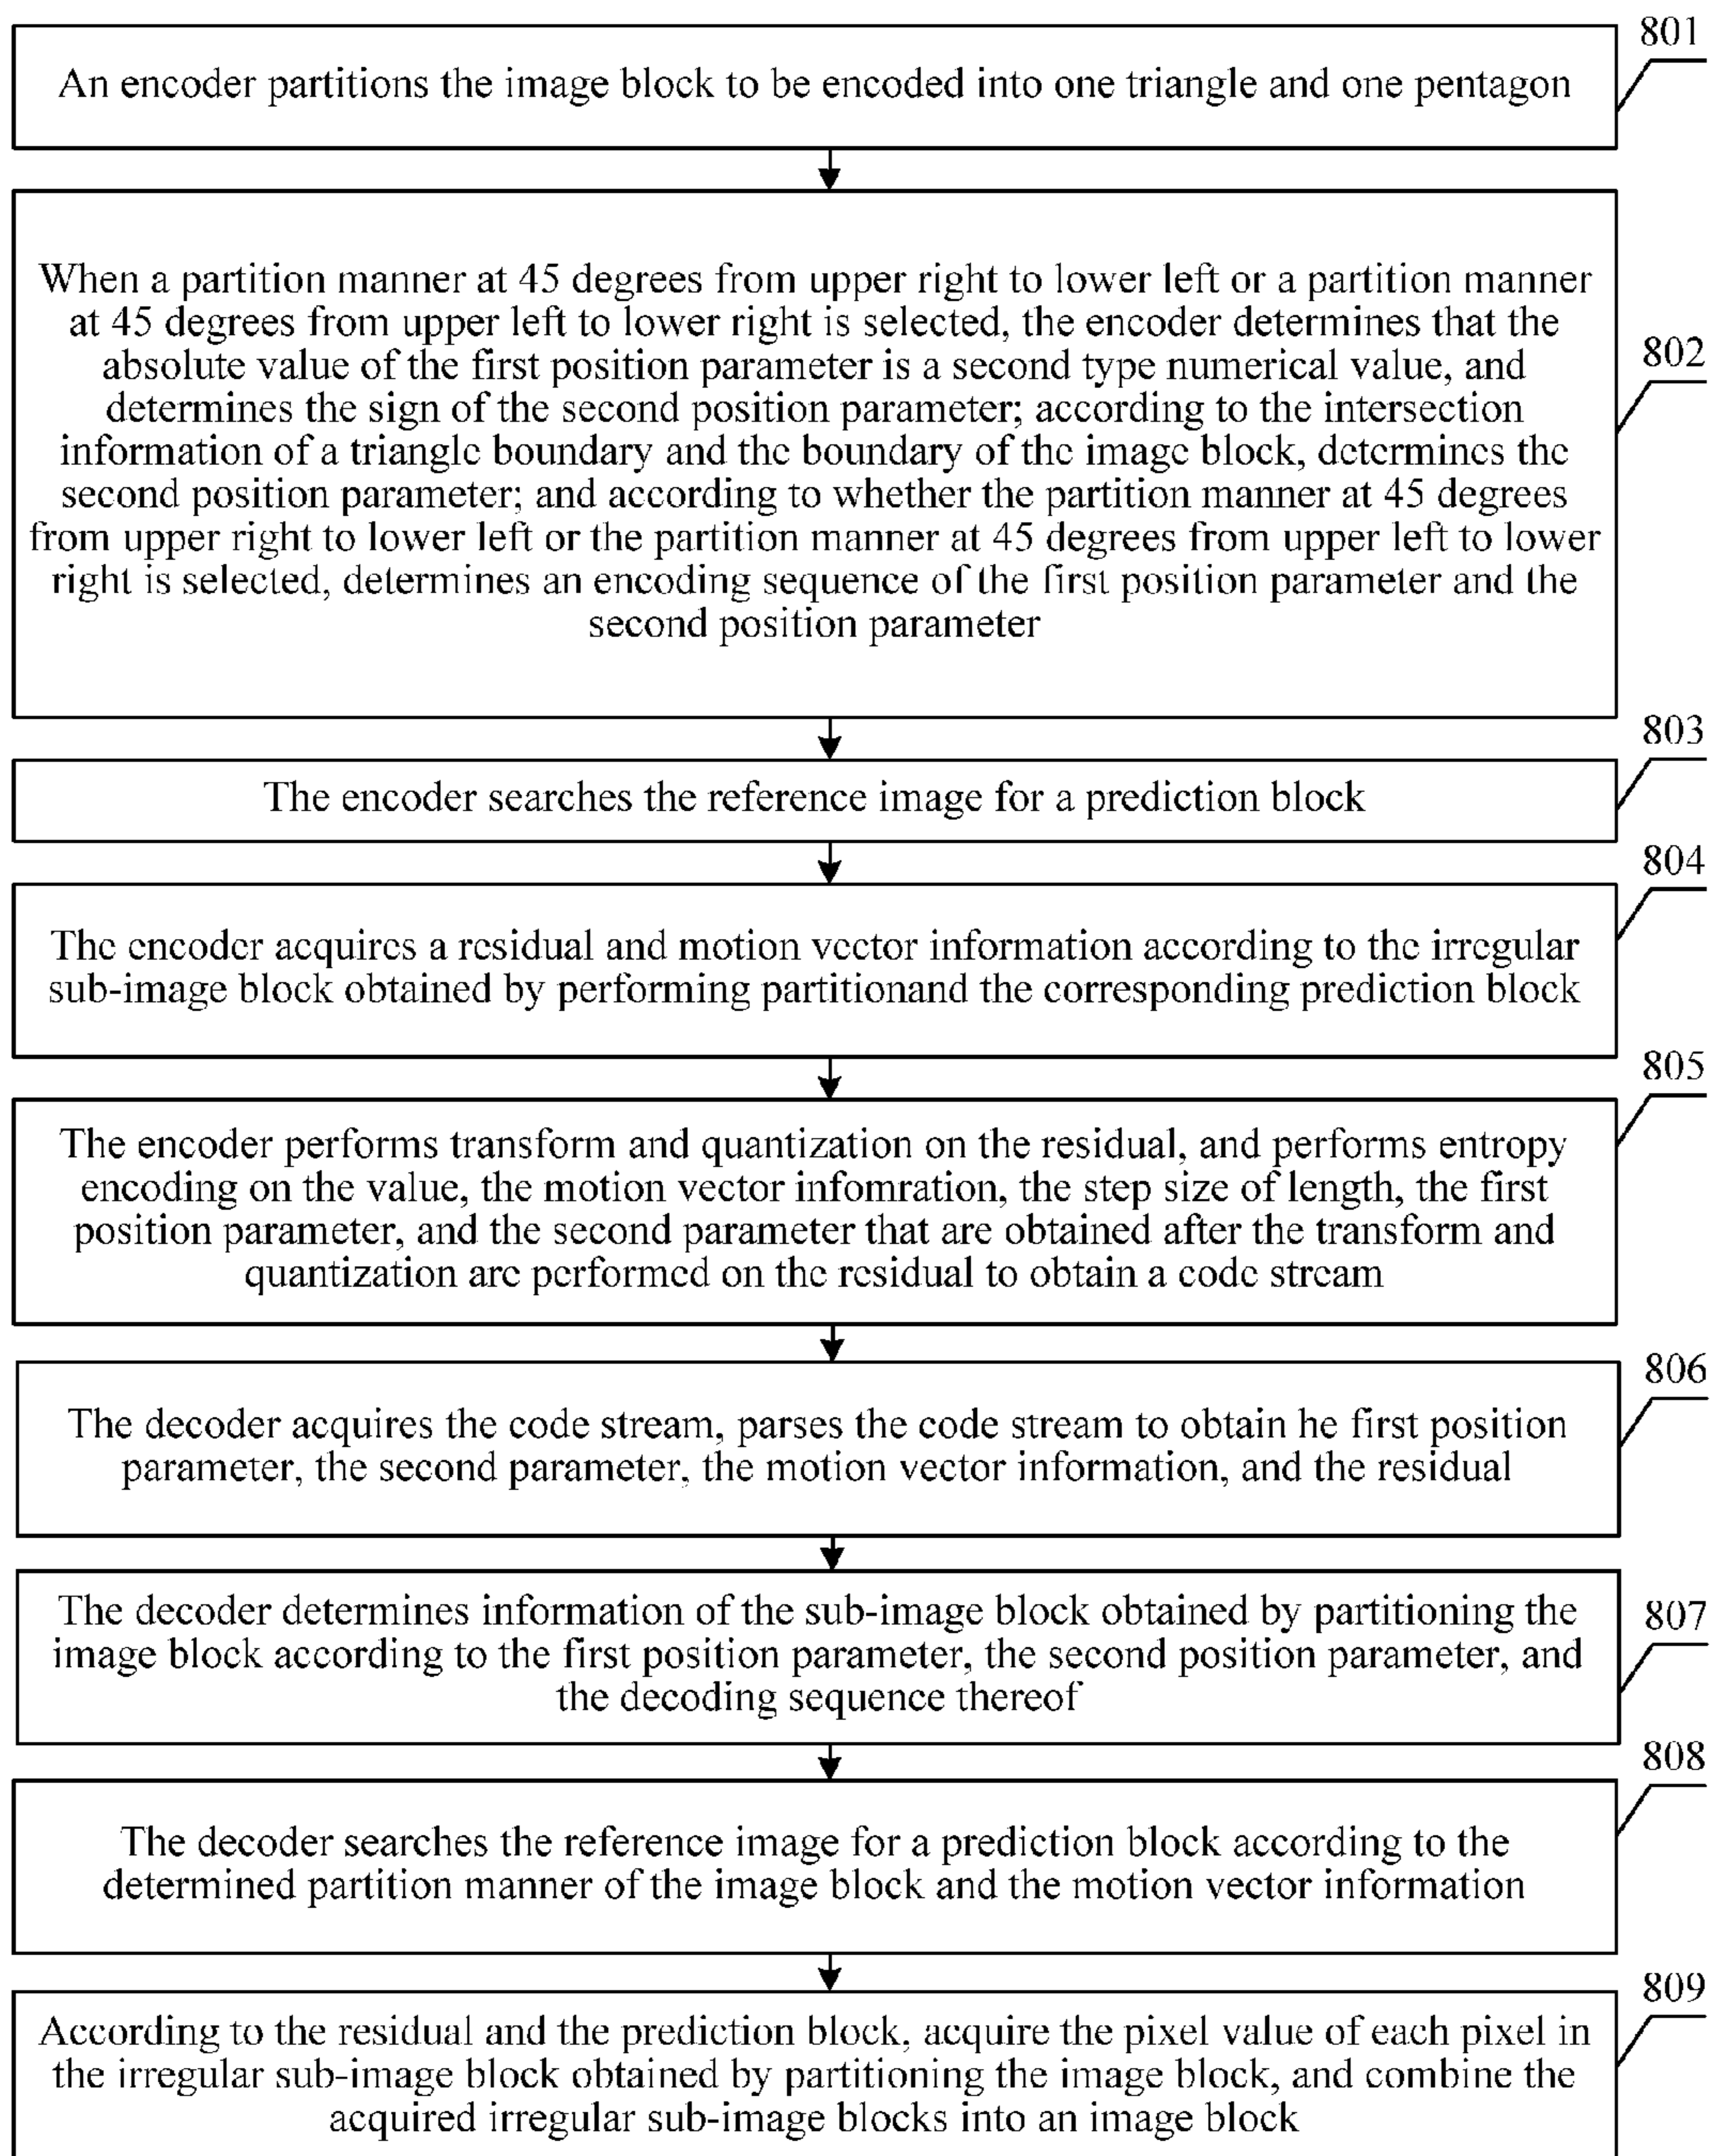 801
An encoder partitions the image block to be encoded into one triangle and one pentagon
When a partition manner at 45 degrees from upper right to lower left or a partition manner
at 45 degrees from upper left to lower right is selected, the encoder determines that the
absolute value of the first position parameter is a second type numerical value, and
determines the sign of the second position parameter; according to the intersection
information of a triangle boundary and the boundary of the image block, determines the
second position parameter; and according to whether the partition manner at 45 degrees
from upper right to lower left or the partition manner at 45 degrees from upper left to lower
right is selected, determines an encoding sequence of the first position parameter and the
second position parameter
802
803
The encoder searches the reference image for a prediction block
804
The encoder acquires a residual and motion vector information according to the irregular
sub-image block obtained by performing partitionand the corresponding prediction block
805
The encoder performs transform and quantization on the residual, and performs entropy
encoding on the value, the motion vector infomration, the step size of length, the first
position parameter, and the second parameter that are obtained after the transform and
quantization are performed on the residual to obtain a code stream
806
The decoder acquires the code stream, parses the code stream to obtain he first position
parameter, the second parameter, the motion vector information, and the residual
807
The decoder determines information of the sub-image block obtained by partitioning the
image block according to the first position parameter, the second position parameter, and
the decoding sequence thereof
808
The decoder searches the reference image for a prediction block according to the
determined partition manner of the image block and the motion vector information
809
According to the residual and the prediction block, acquire the pixel value of each pixel in
the irregular sub-image block obtained by partitioning the image block, and combine the
acquired irregular sub-image blocks into an image block